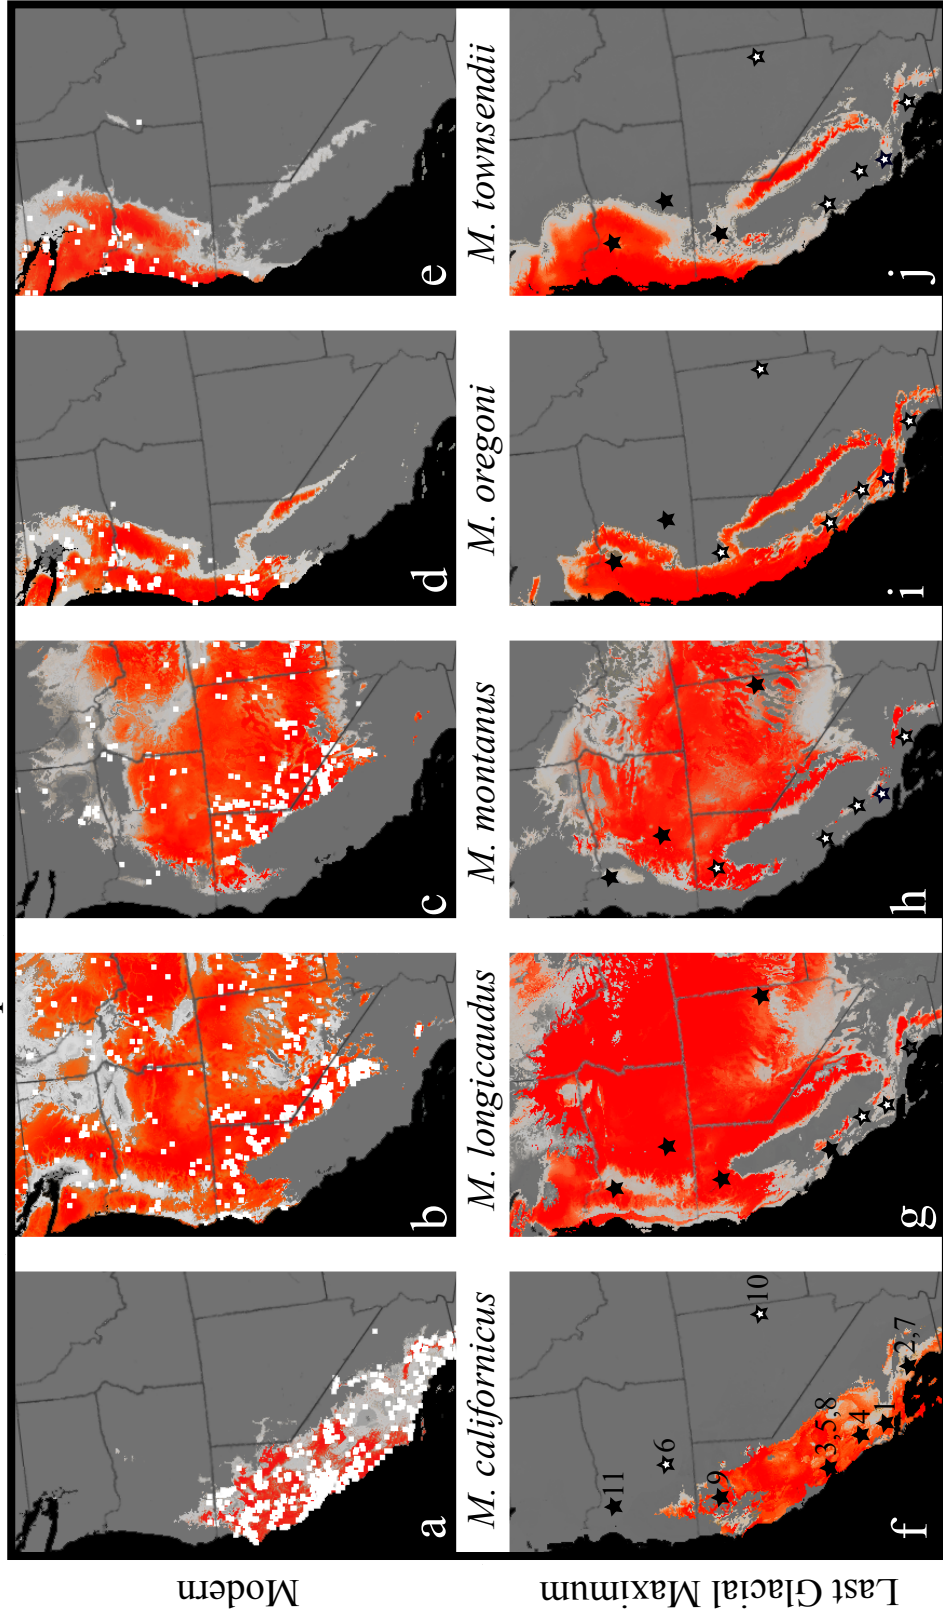 Modern
a
b
c
d
e
M. californicus
M. longicaudus
M. montanus
M. oregoni
M. townsendii
Last Glacial Maximum
11
6
10
9
3,5,8
4
1
2,7
f
g
h
i
j